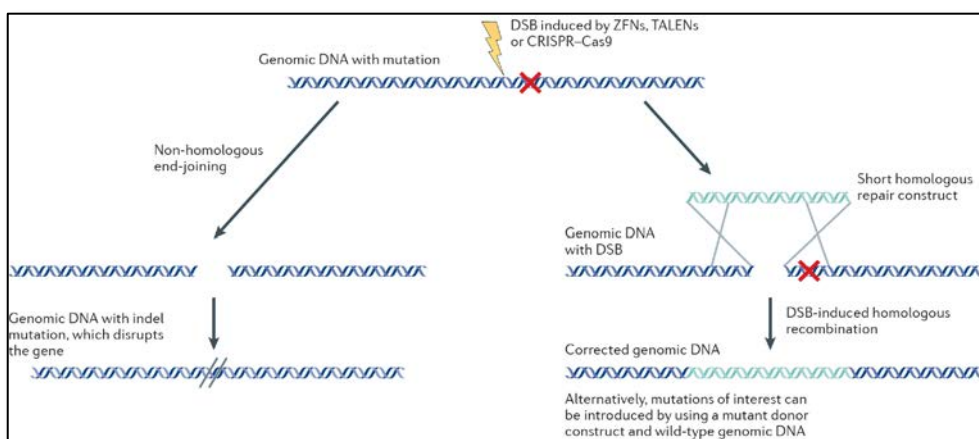 DSB induced by ZFNs, TALENs
or CRISPR–Cas9
Genomic DNA with mutation
Non-homologous
end-joining
Short homologous
repair construct
Genomic DNA
with DSB
Genomic DNA with indel
mutation, which disrupts
the gene
DSB-induced homologous
recombination
Corrected genomic DNA
Alternatively, mutations of interest can
be introduced by using a mutant donor
construct and wild-type genomic DNA